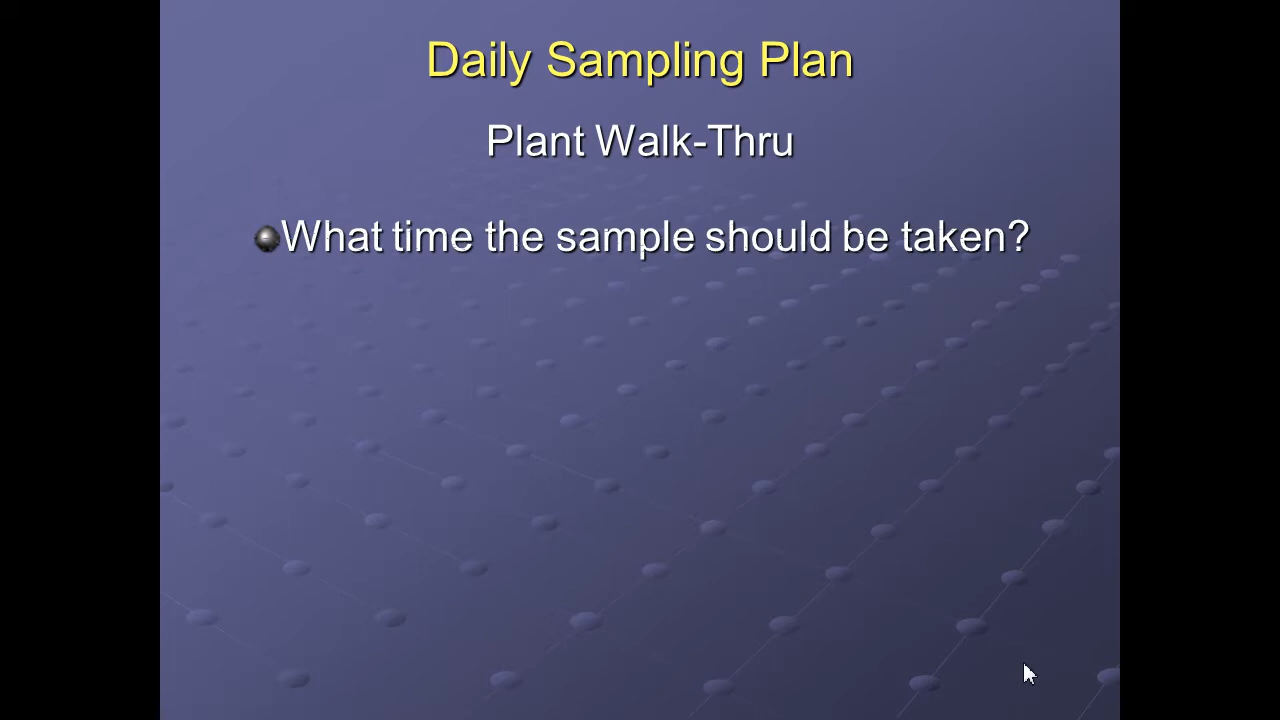 Daily Sampling Plan
Plant Walk-Thru
What time the sample should be taken?